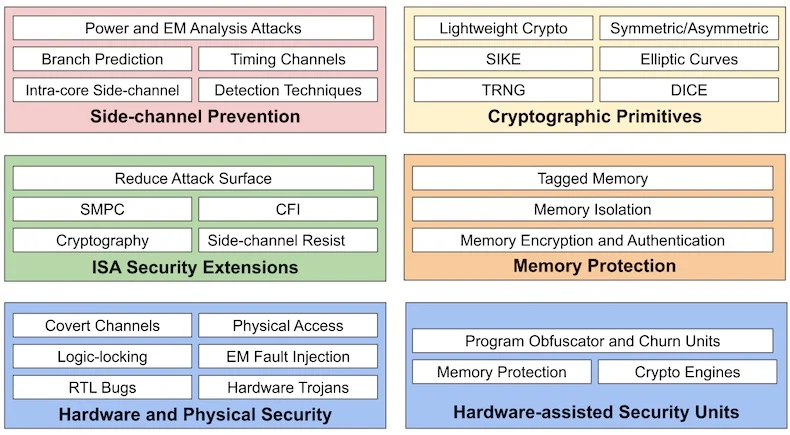 Power and EM Analysis Attacks
Branch Prediction
Timing Channels
Intra-core Side-channel
Detection Techniques
Side-channel Prevention
Lightweight Crypto
Symmetric/Asymmetric
SIKE
Elliptic Curves
TRNG
DICE
Cryptographic Primitives
Reduce Attack Surface
SMPC
CFI
Cryptography
Side-channel Resist
ISA Security Extensions
Tagged Memory
Memory Isolation
Memory Encryption and Authentication
Memory Protection
Covert Channels
Physical Access
Logic-locking
EM Fault Injection
RTL Bugs
Hardware Trojans
Hardware and Physical Security
Program Obfuscator and Churn Units
Memory Protection
Crypto Engines
Hardware-assisted Security Units